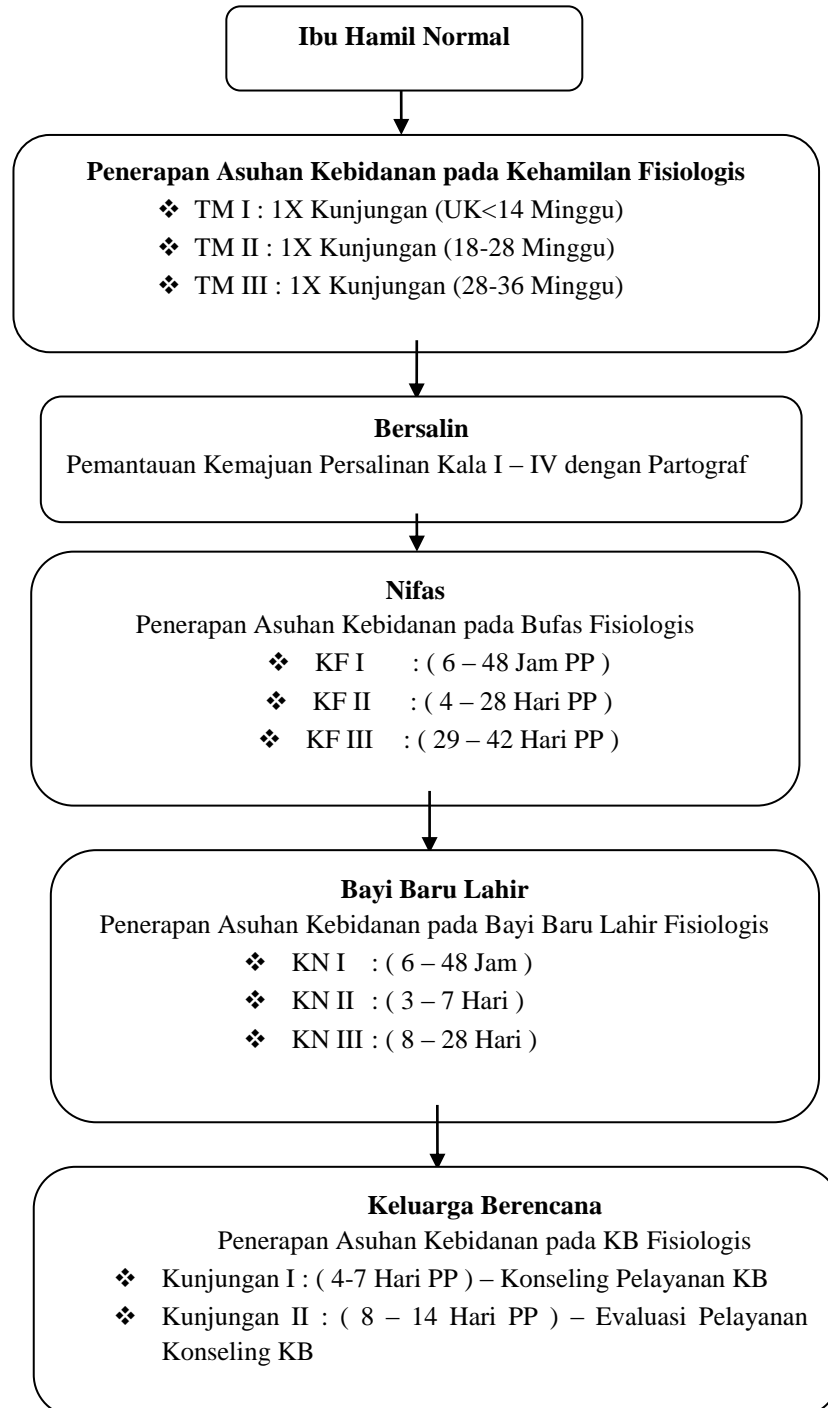 Ibu Hamil Normal
Penerapan Asuhan Kebidanan pada Kehamilan Fisiologis
❖ TM I : 1X Kunjungan (UK<14 Minggu)
❖ TM II : 1X Kunjungan (18-28 Minggu)
❖ TM III : 1X Kunjungan (28-36 Minggu)
Bersalin
Pemantauan Kemajuan Persalinan Kala I – IV dengan Partograf
Nifas
Penerapan Asuhan Kebidanan pada Bufas Fisiologis
❖ KF I : ( 6 – 48 Jam PP )
❖ KF II : ( 4 – 28 Hari PP )
❖ KF III : ( 29 – 42 Hari PP )
Bayi Baru Lahir
Penerapan Asuhan Kebidanan pada Bayi Baru Lahir Fisiologis
❖ KN I : ( 6 – 48 Jam )
❖ KN II : ( 3 – 7 Hari )
❖ KN III : ( 8 – 28 Hari )
Keluarga Berencana
Penerapan Asuhan Kebidanan pada KB Fisiologis
❖ Kunjungan I : ( 4-7 Hari PP ) – Konseling Pelayanan KB
❖ Kunjungan II : ( 8 – 14 Hari PP ) – Evaluasi Pelayanan
Konseling KB